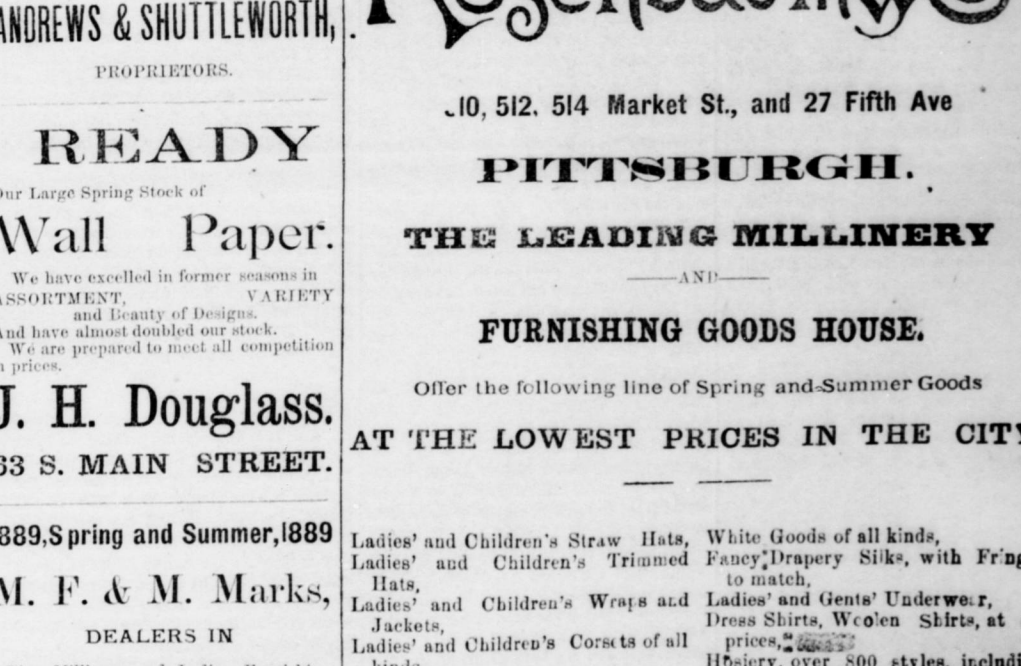 ANDREWS & SHUTTLEWORTH,
PROPRIETORS.
READY
Our Large Spring Stock of
Wall Paper.
We have excelled in former seasons in
ASSORTMENT, VARIETY
and Beauty of Designs.
And have almost doubled our stock.
We are prepared to meet all competition
prices.
J. H. Douglass.
63 S. MAIN STREET.
1889, Spring and Summer, 1889
M. F. & M. Marks,
DEALERS IN
10, 512. 514 Market St., and 27 Fifth Ave
PITTSBURGH.
THE LEADING MILLINERY
AND
FURNISHING GOODS HOUSE.
Offer the following line of Spring and Summer Goods
AT THE LOWEST PRICES IN THE CITY
Ladies' and Children's Straw Hats,
Ladies' and Children's Trimmed
Hats,
Ladies' and Children's Wraps and
Jackets,
Ladies' and Children's Corsets of all
kinds
White Goods of all kinds,
Fancy Drapery Silks, with Fring
to match,
Ladies' and Gents' Underwear,
Dress Shirts, Woolen Shirts, at
prices,
Hosiery, over 800 styles, includi